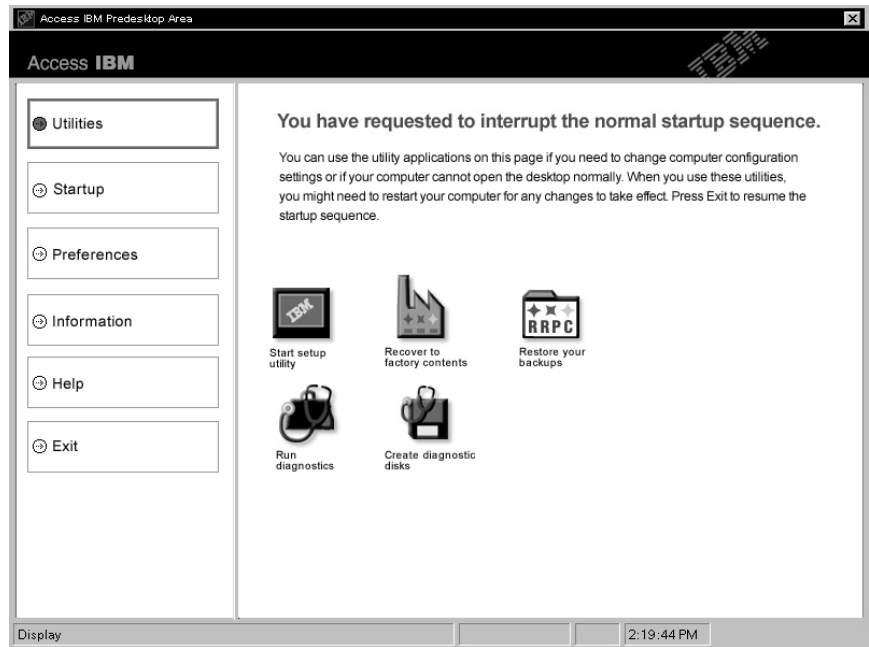 Access IBM Predesktop Area
Access IBM
IBM
Utilities
Startup
Preferences
Information
Help
Exit
You have requested to interrupt the normal startup sequence.
You can use the utility applications on this page if you need to change computer configuration
settings or if your computer cannot open the desktop normally. When you use these utilities,
you might need to restart your computer for any changes to take effect. Press Exit to resume the
startup sequence.
IBM
Start setup
utility
Recover to
factory contents
RRPC
Restore your
backups
Run
diagnostics
Create diagnostic
disks
Display
2:19:44 PM